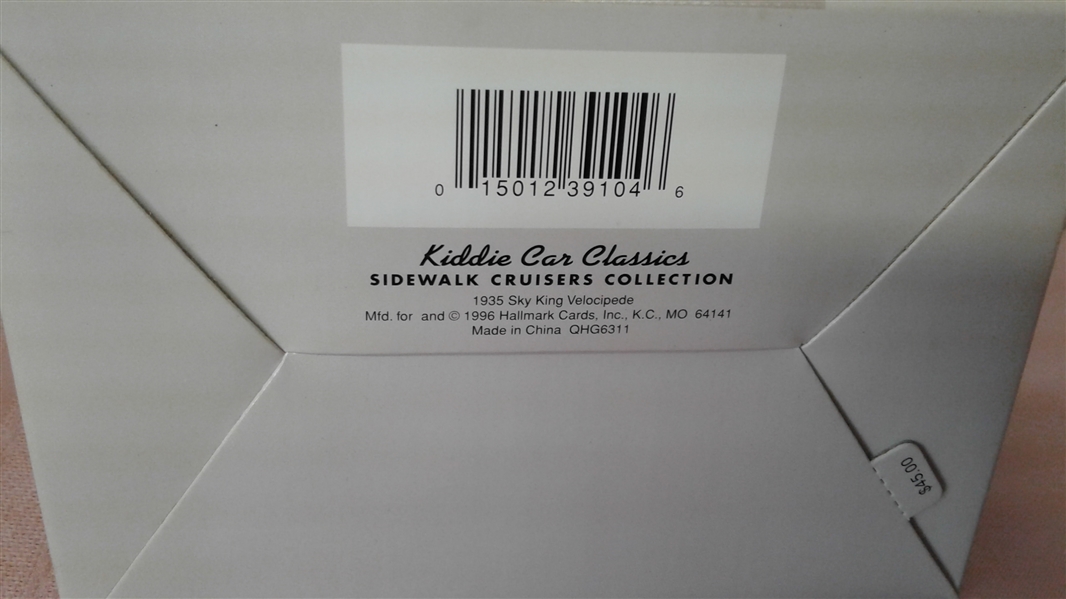 0 15012 39104 6
Kiddie Car Classics
SIDEWALK CRUISERS COLLECTION
1935 Sky King Velocipede
Mfd. for and © 1996 Hallmark Cards, Inc., K.C., MO 64141
Made in China QHG6311
$45.00